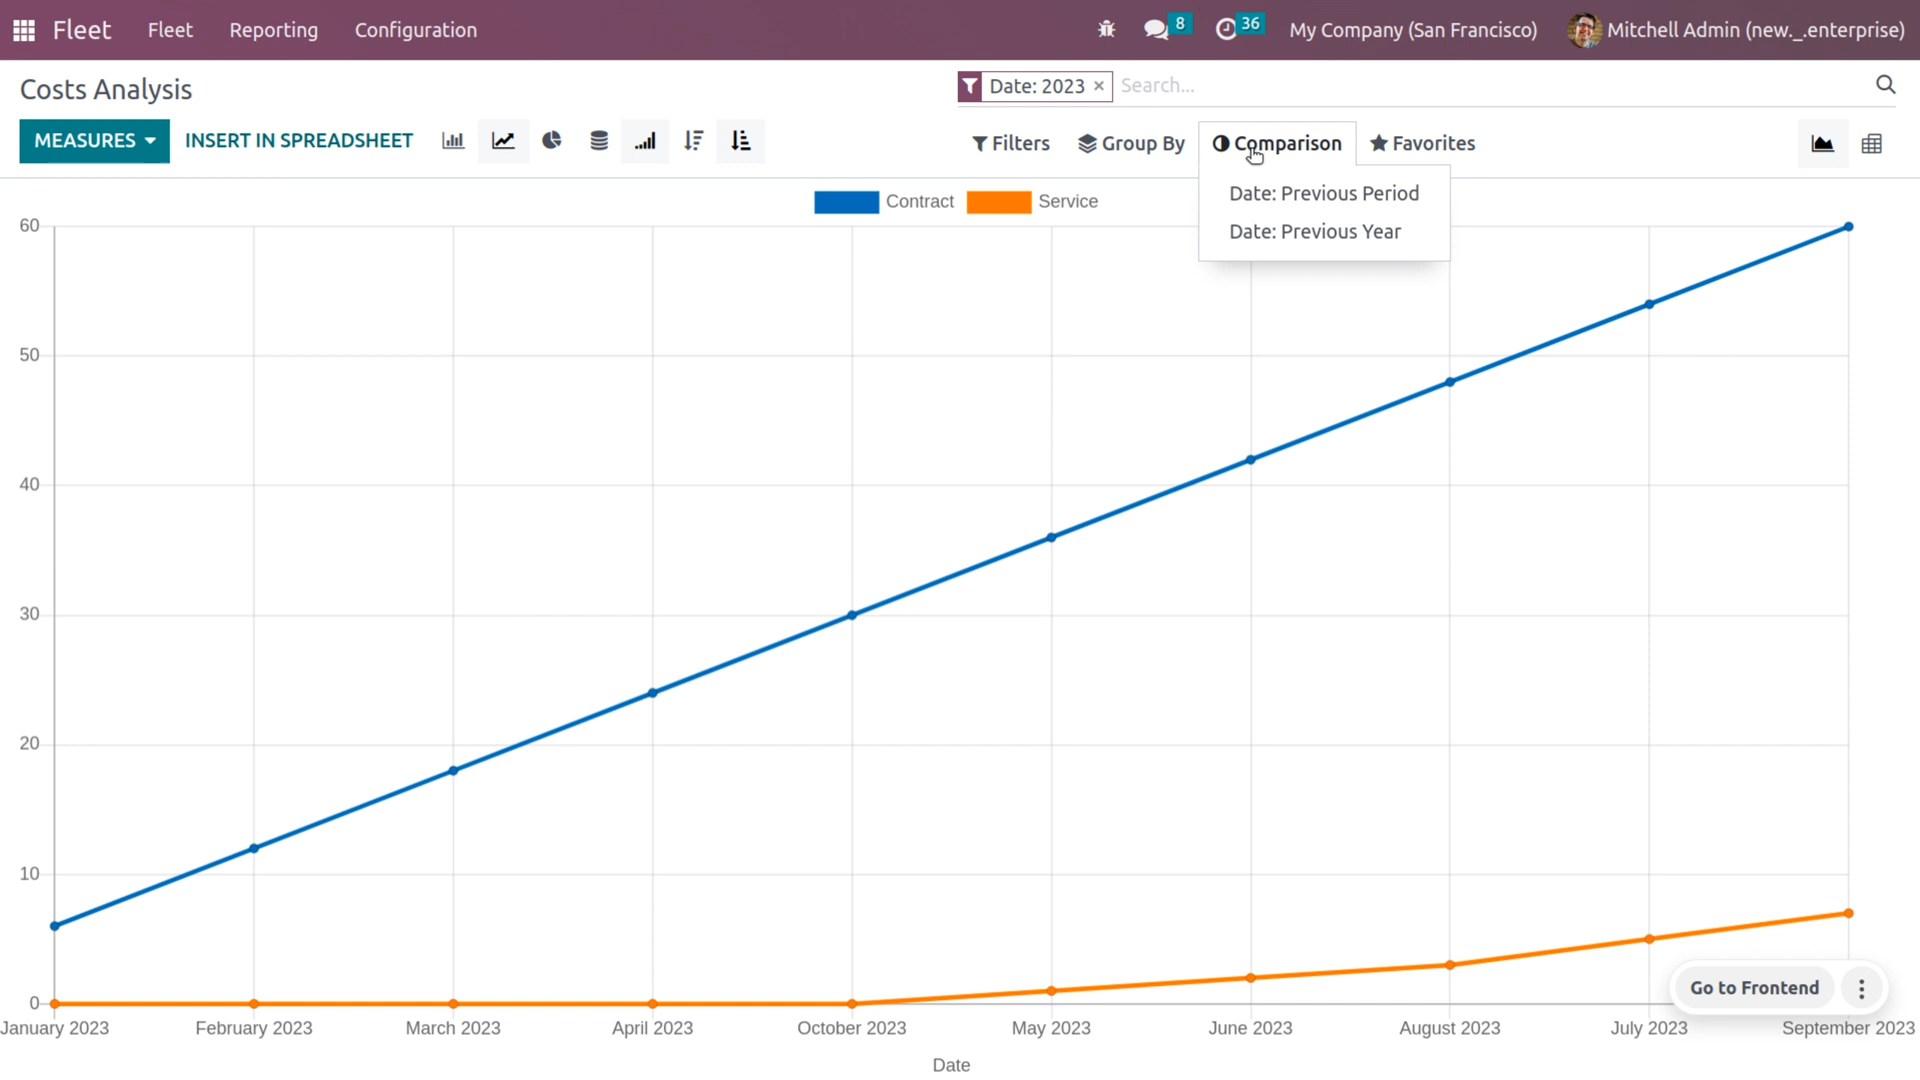 Fleet Fleet Reporting Configuration 8 36 My Company (San Francisco) Mitchell Admin (new._.enterprise)
Costs Analysis
Date: 2023 × Search...
MEASURES INSERT IN SPREADSHEET
Filters Group By Comparison Favorites
Date: Previous Period
Date: Previous Year
Contract Service
60
50
40
30
20
10
0
Go to Frontend
January 2023 February 2023 March 2023 April 2023 October 2023 May 2023 June 2023 August 2023 July 2023 September 2023
Date